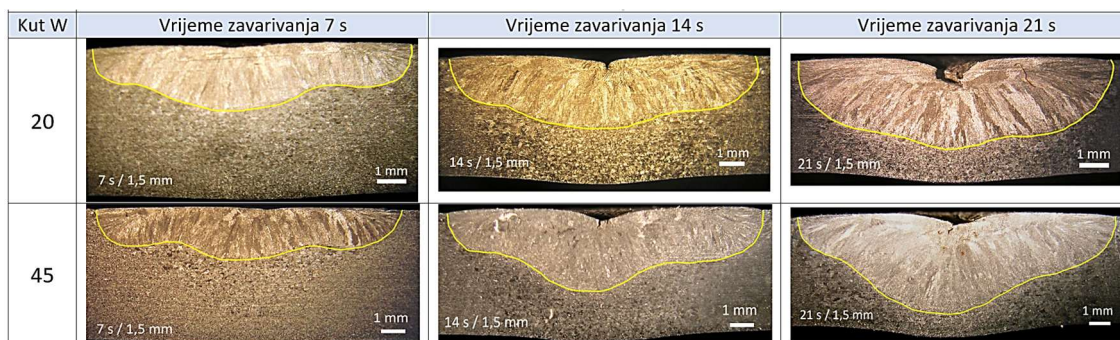 Kut W Vrijeme zavarivanja 7 s Vrijeme zavarivanja 14 s Vrijeme zavarivanja 21 s
20
7 s / 1,5 mm 1 mm 14 s / 1,5 mm 1 mm 21 s / 1,5 mm 1 mm
45
7 s / 1,5 mm 1 mm 14 s / 1,5 mm 1 mm 21 s / 1,5 mm 1 mm